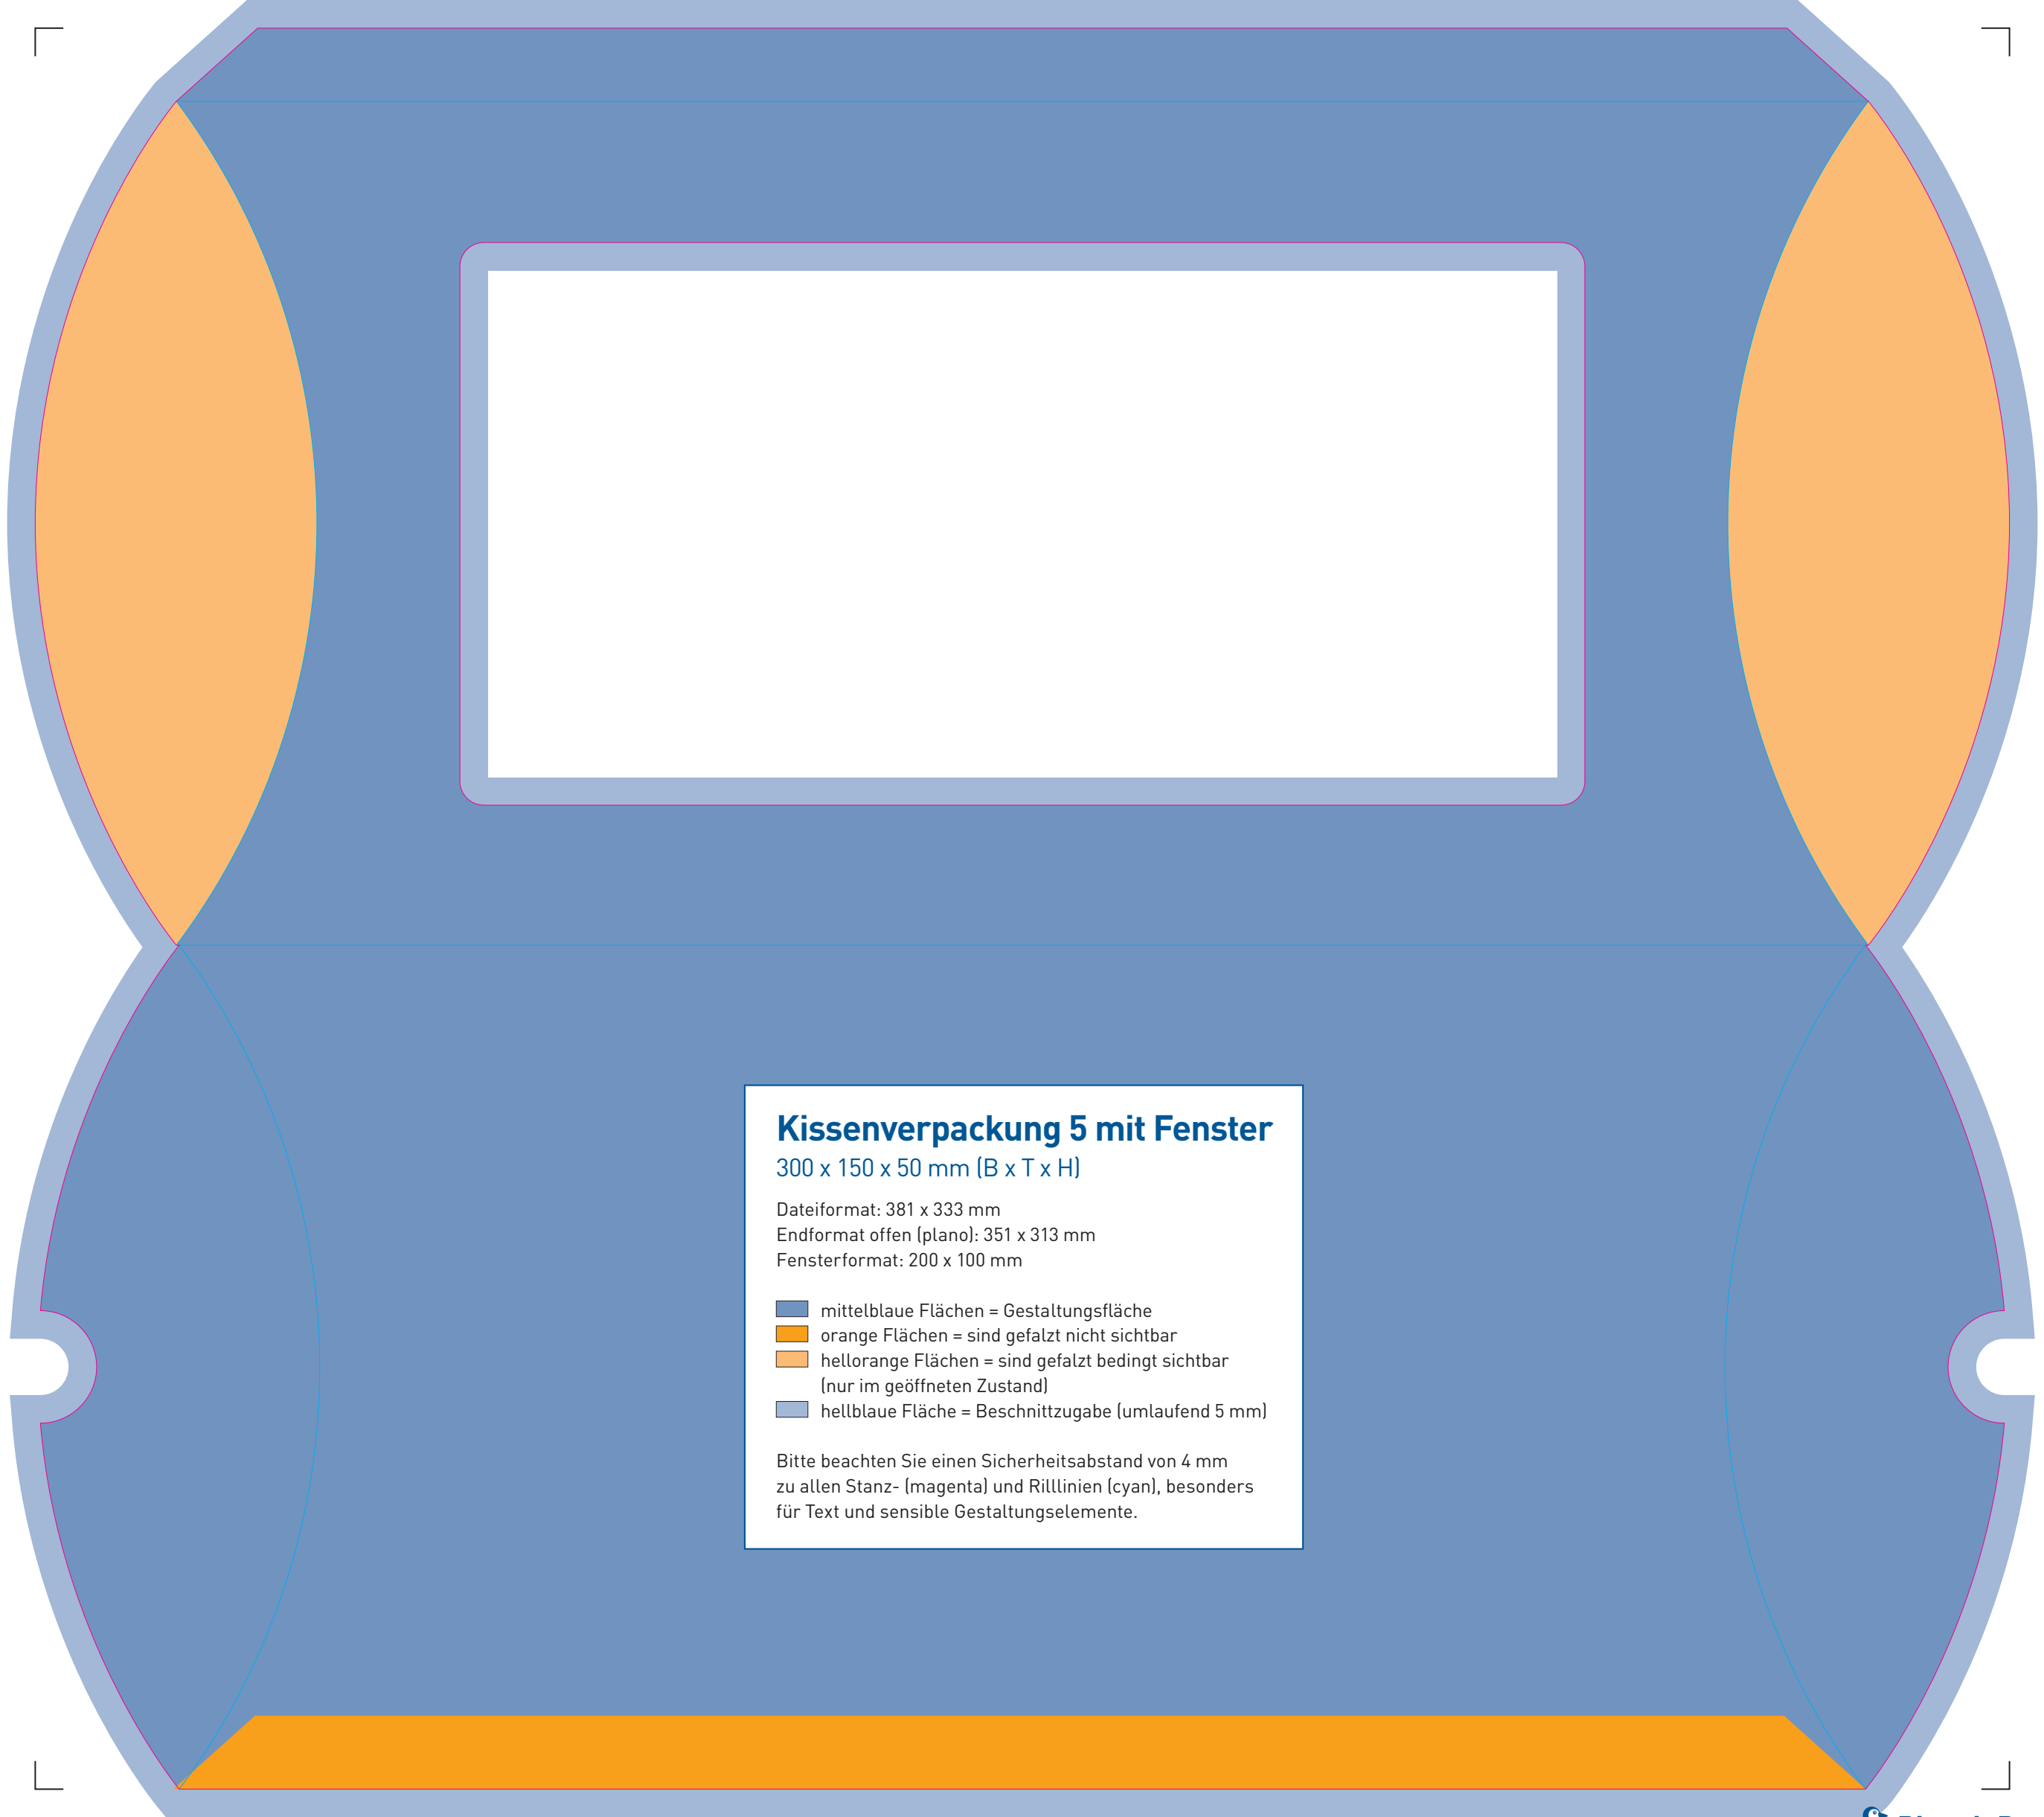 Kissenverpackung 5 mit Fenster
300 x 150 x 50 mm (B x T x H)
Dateiformat: 381 x 333 mm
Endformat offen (plano): 351 x 313 mm
Fensterformat: 200 x 100 mm
mittelblaue Flächen = Gestaltungsfläche
orange Flächen = sind gefalzt nicht sichtbar
hellorange Flächen = sind gefalzt bedingt sichtbar
(nur im geöffneten Zustand)
hellblaue Fläche = Beschnittzugabe (umlaufend 5 mm)
Bitte beachten Sie einen Sicherheitsabstand von 4 mm
zu allen Stanz- (magenta) und Rilllinien (cyan), besonders
für Text und sensible Gestaltungselemente.